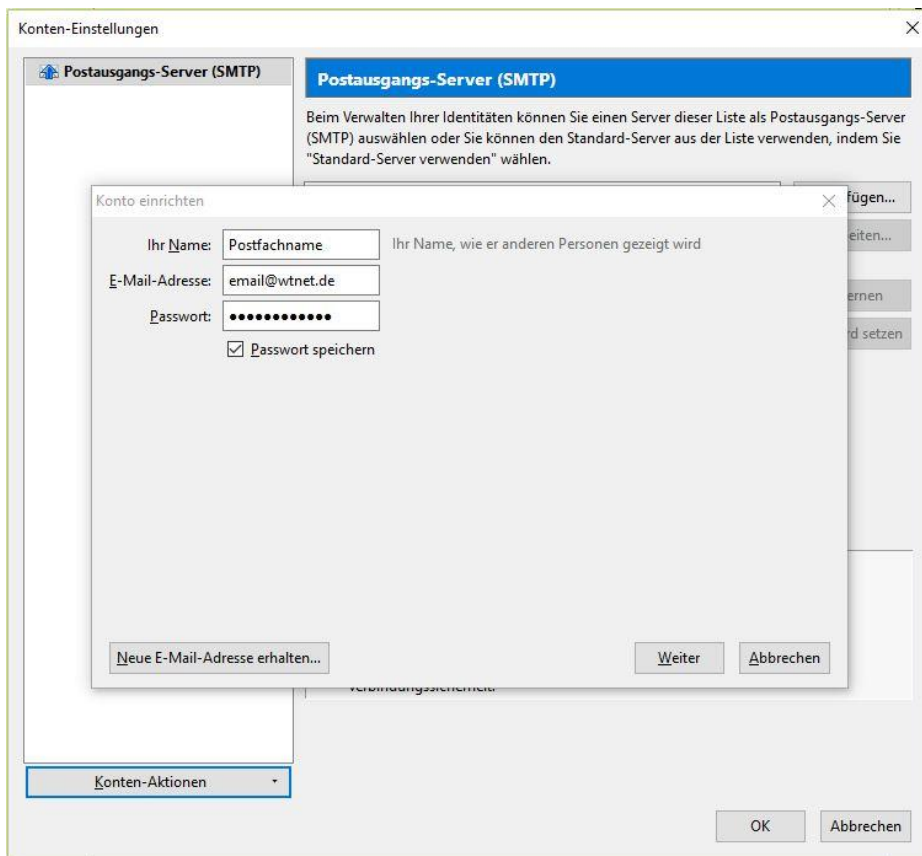 Konten-Einstellungen
Postausgangs-Server (SMTP)
Postausgangs-Server (SMTP)
Beim Verwalten Ihrer Identitäten können Sie einen Server dieser Liste als Postausgangs-Server
(SMTP) auswählen oder Sie können den Standard-Server aus der Liste verwenden, indem Sie
"Standard-Server verwenden" wählen.
fügen...
eiten...
ernen
rd setzen
Konto einrichten
Ihr Name: Postfachname Ihr Name, wie er anderen Personen gezeigt wird
E-Mail-Adresse: email@wtnet.de
Passwort: ●●●●●●●●●●●●
Passwort speichern
Neue E-Mail-Adresse erhalten... Weiter Abbrechen
Verbindungssicherheit:
Konten-Aktionen
OK Abbrechen